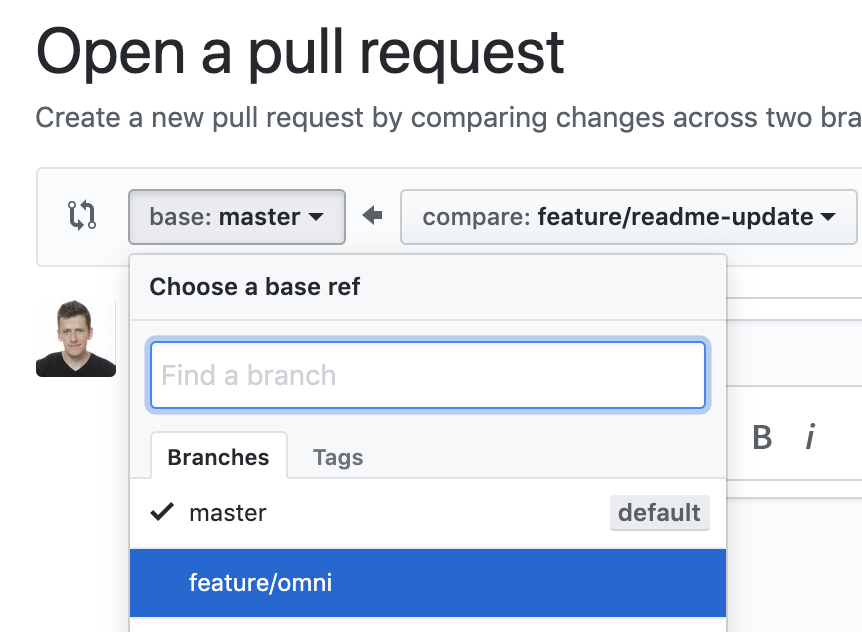 Open a pull request
Create a new pull request by comparing changes across two bra
base: master compare: feature/readme-update
Choose a base ref
Find a branch
B i
Branches Tags
master default
feature/omni